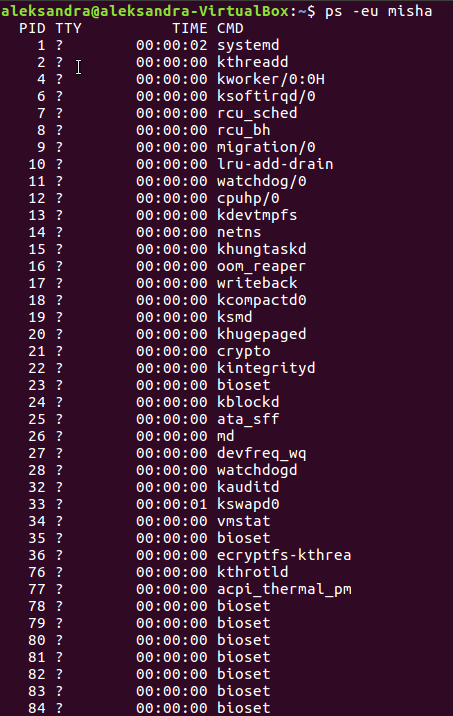 aleksandra@aleksandra-VirtualBox:~$ ps -eu misha
PID TTY TIME CMD
1 ? 00:00:02 systemd
2 ? 00:00:00 kthreadd
4 ? 00:00:00 kworker/0:0H
6 ? 00:00:00 ksoftirqd/0
7 ? 00:00:00 rcu_sched
8 ? 00:00:00 rcu_bh
9 ? 00:00:00 migration/0
10 ? 00:00:00 lru-add-drain
11 ? 00:00:00 watchdog/0
12 ? 00:00:00 cpuhp/0
13 ? 00:00:00 kdevtmpfs
14 ? 00:00:00 netns
15 ? 00:00:00 khungtaskd
16 ? 00:00:00 oom_reaper
17 ? 00:00:00 writeback
18 ? 00:00:00 kcompactd0
19 ? 00:00:00 ksmd
20 ? 00:00:00 khugepaged
21 ? 00:00:00 crypto
22 ? 00:00:00 kintegrityd
23 ? 00:00:00 bioset
24 ? 00:00:00 kblockd
25 ? 00:00:00 ata_sff
26 ? 00:00:00 md
27 ? 00:00:00 devfreq_wq
28 ? 00:00:00 watchdogd
32 ? 00:00:00 kauditd
33 ? 00:00:01 kswapd0
34 ? 00:00:00 vmstat
35 ? 00:00:00 bioset
36 ? 00:00:00 ecryptfs-kthrea
76 ? 00:00:00 kthrotld
77 ? 00:00:00 acpi_thermal_pm
78 ? 00:00:00 bioset
79 ? 00:00:00 bioset
80 ? 00:00:00 bioset
81 ? 00:00:00 bioset
82 ? 00:00:00 bioset
83 ? 00:00:00 bioset
84 ? 00:00:00 bioset